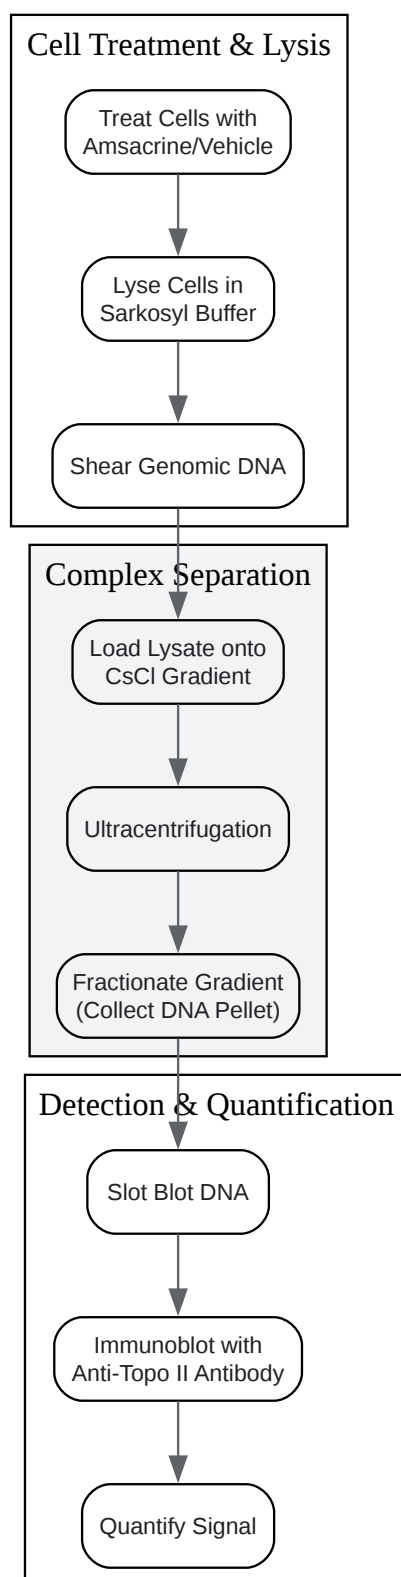 Cell Treatment & Lysis
Treat Cells with
Amsacrine/Vehicle
Lyse Cells in
Sarkosyl Buffer
Shear Genomic DNA
Complex Separation
Load Lysate onto
CsCl Gradient
Ultracentrifugation
Fractionate Gradient
(Collect DNA Pellet)
Detection & Quantification
Slot Blot DNA
Immunoblot with
Anti-Topo II Antibody
Quantify Signal